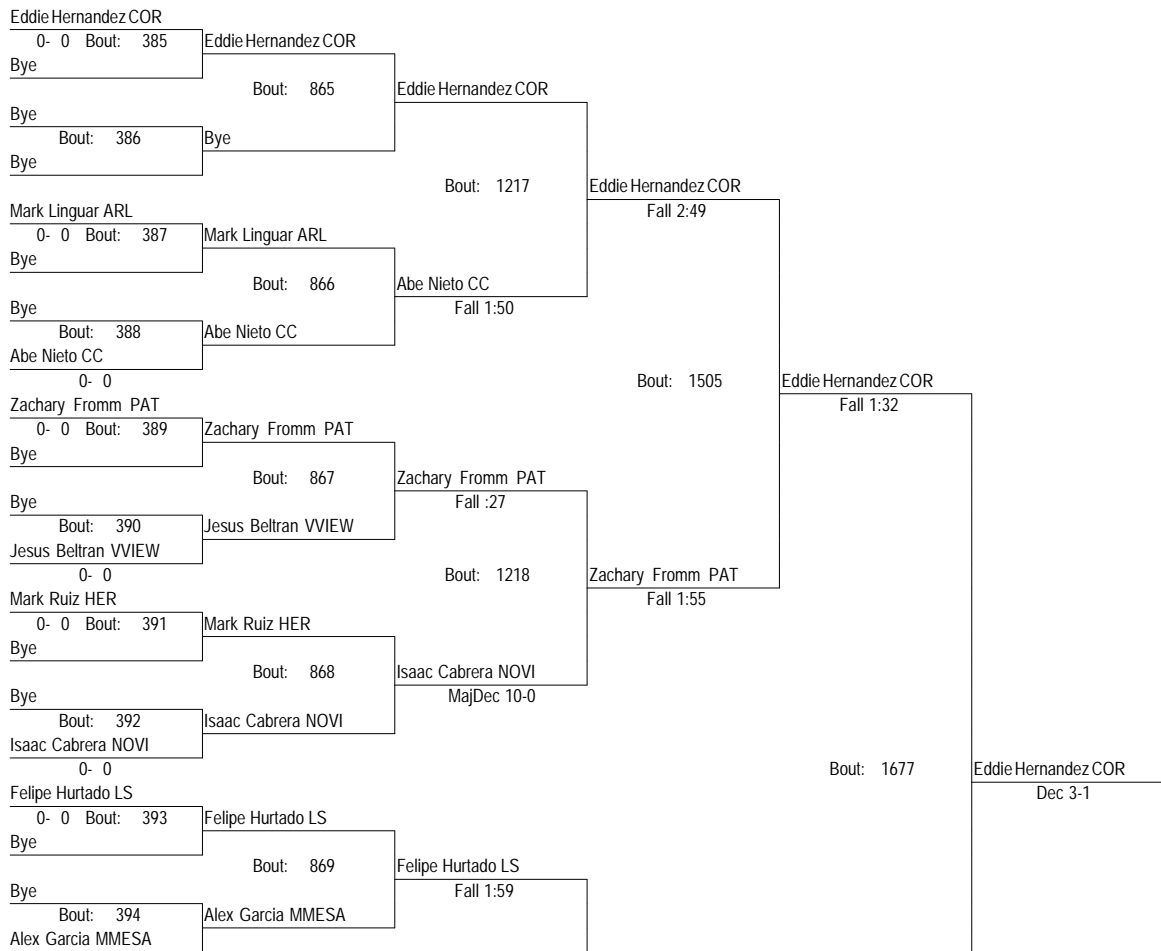 Eddie Hernandez COR
0- 0 Bout: 385
Eddie Hernandez COR
Bye
Bout: 865
Eddie Hernandez COR
Bye
Bout: 386
Bye
Bye
Bout: 1217
Eddie Hernandez COR
Fall 2:49
Mark Linguar ARL
0- 0 Bout: 387
Mark Linguar ARL
Bye
Bout: 866
Abe Nieto CC
Fall 1:50
Bye
Bout: 388
Abe Nieto CC
Abe Nieto CC
0- 0
Bout: 1505
Eddie Hernandez COR
Fall 1:32
Zachary Fromm PAT
0- 0 Bout: 389
Zachary Fromm PAT
Bye
Bout: 867
Zachary Fromm PAT
Fall :27
Bye
Bout: 390
Jesus Beltran VVIEW
Jesus Beltran VVIEW
0- 0
Bout: 1218
Zachary Fromm PAT
Fall 1:55
Mark Ruiz HER
0- 0 Bout: 391
Mark Ruiz HER
Bye
Bout: 868
Isaac Cabrera NOVI
MajDec 10-0
Bye
Bout: 392
Isaac Cabrera NOVI
Isaac Cabrera NOVI
0- 0
Bout: 1677
Eddie Hernandez COR
Dec 3-1
Felipe Hurtado LS
0- 0 Bout: 393
Felipe Hurtado LS
Bye
Bout: 869
Felipe Hurtado LS
Fall 1:59
Bye
Bout: 394
Alex Garcia MMESA
Alex Garcia MMESA